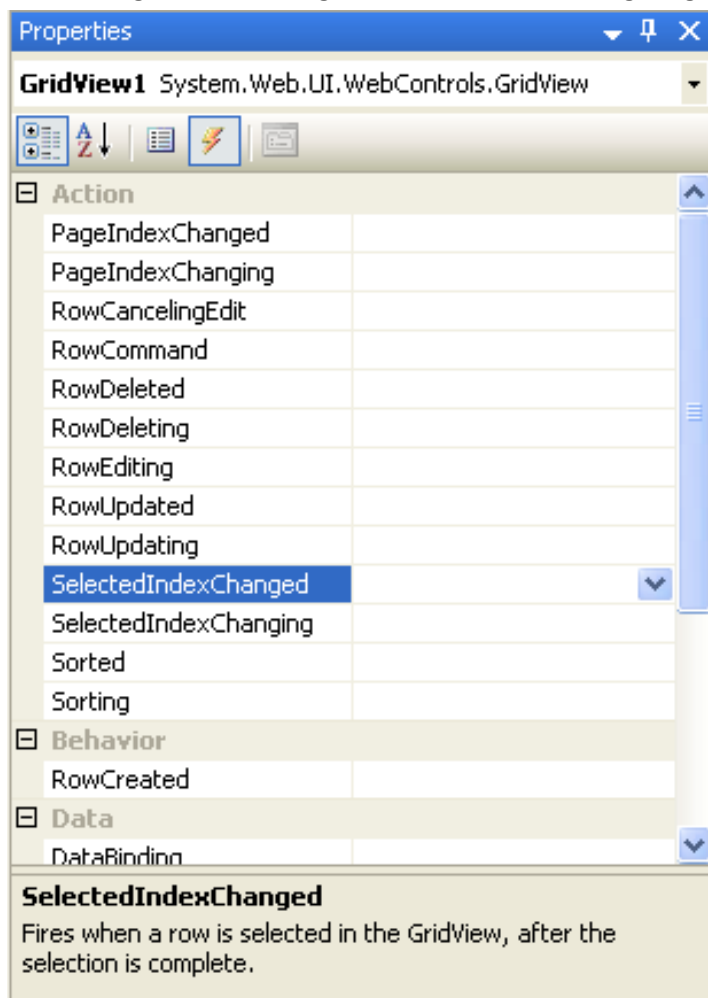 Properties
GridView1 System.Web.UI.WebControls.GridView
A
Z
Action
PageIndexChanged
PageIndexChanging
RowCancelingEdit
RowCommand
RowDeleted
RowDeleting
RowEditing
RowUpdated
RowUpdating
SelectedIndexChanged
SelectedIndexChanging
Sorted
Sorting
Behavior
RowCreated
Data
DataBinding
SelectedIndexChanged
Fires when a row is selected in the GridView, after the
selection is complete.